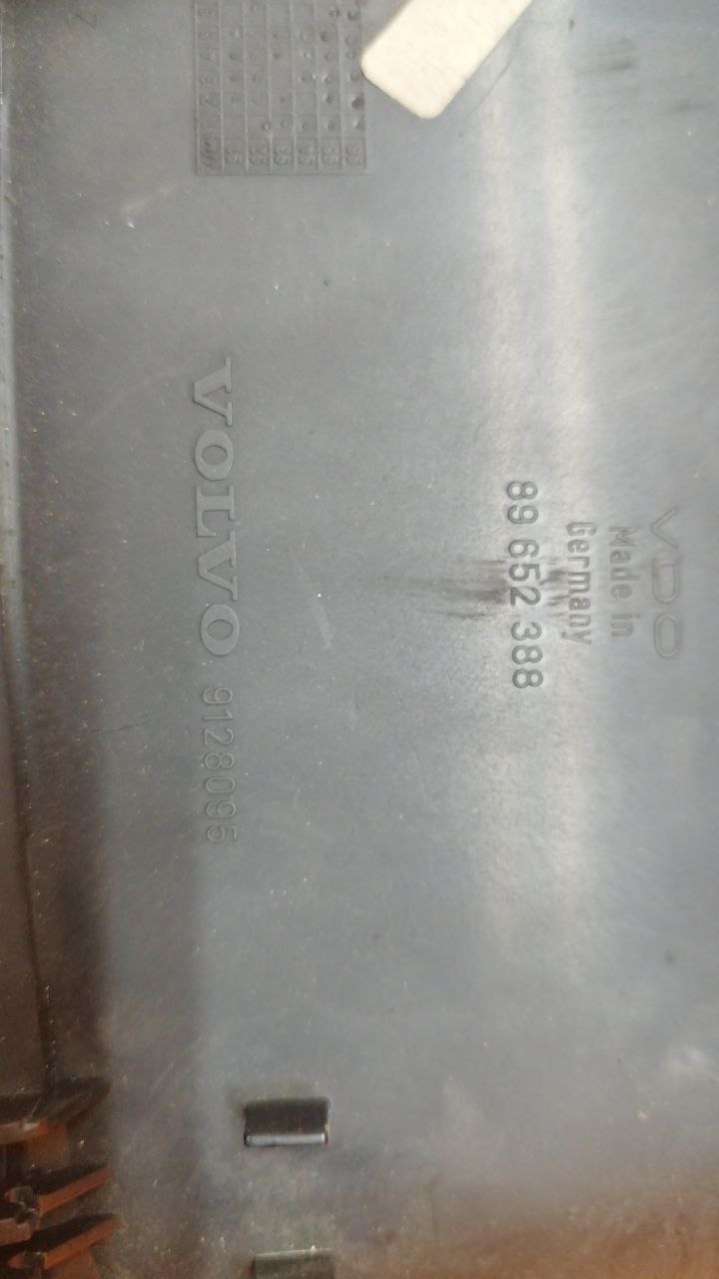 VDO
Made in
Germany
89 652 388
VOLVO 9128095